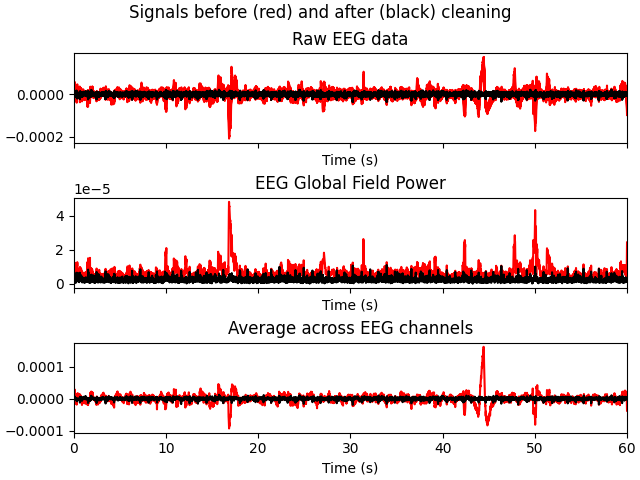 Signals before (red) and after (black) cleaning
Raw EEG data
0.0000
−0.0002
Time (s)
EEG Global Field Power
1e−5
4
2
0
Time (s)
Average across EEG channels
0.0001
0.0000
−0.0001
0 10 20 30 40 50 60
Time (s)